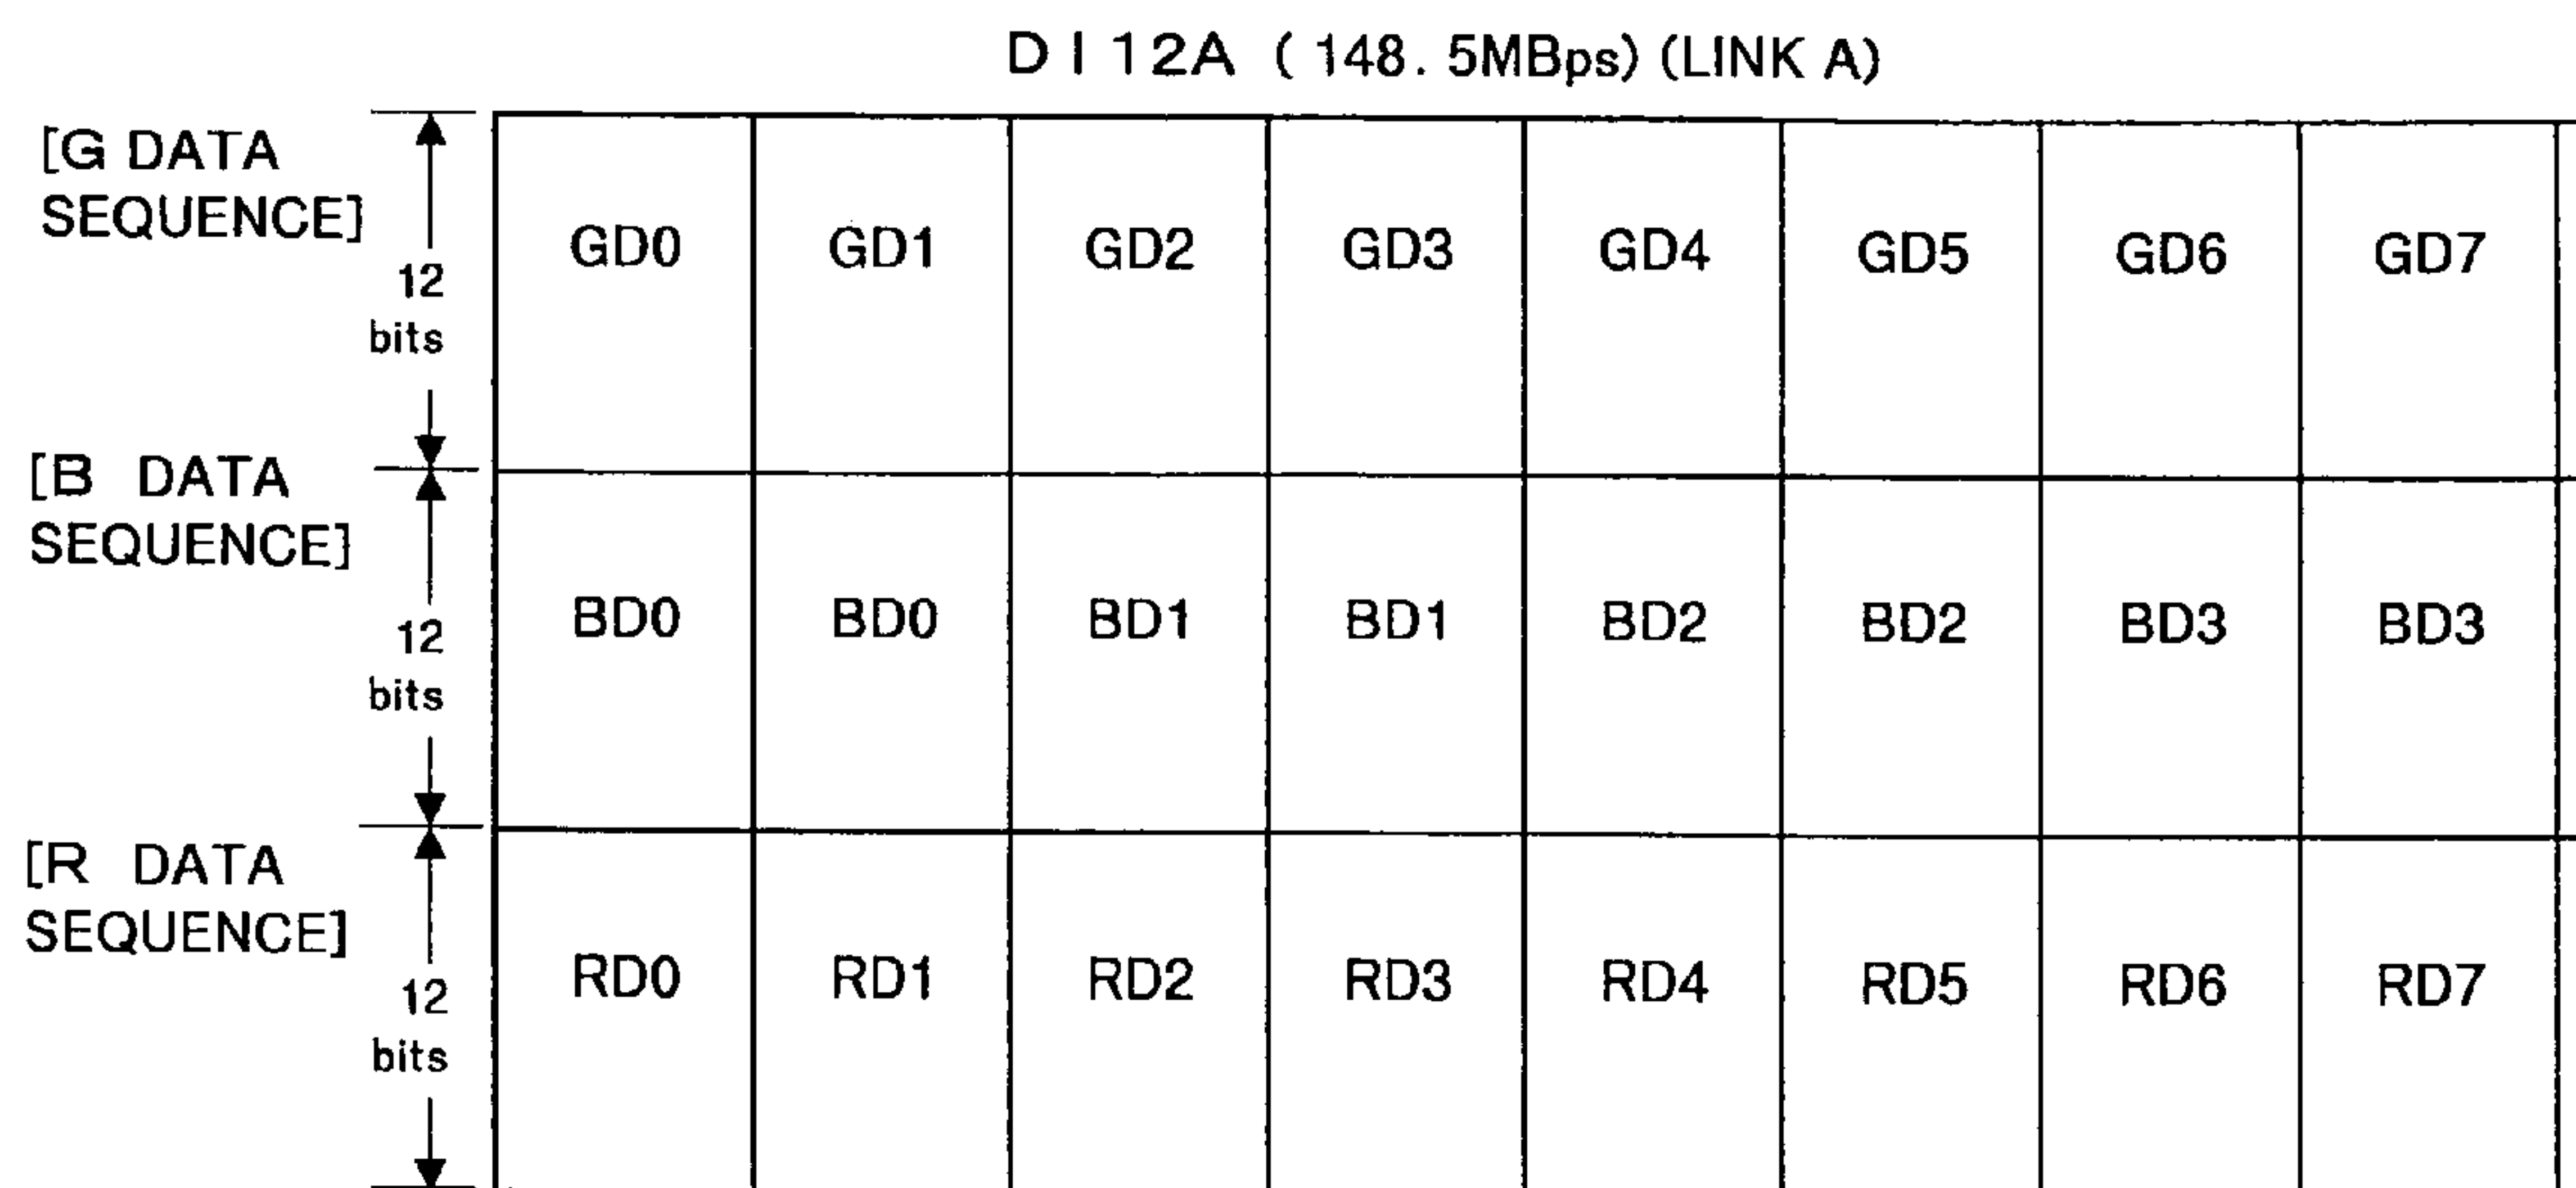 DI12A (148.5MBps) (LINK A)
[G DATA
SEQUENCE]
12
bits
GD0 GD1 GD2 GD3 GD4 GD5 GD6 GD7
[B DATA
SEQUENCE]
12
bits
BD0 BD0 BD1 BD1 BD2 BD2 BD3 BD3
[R DATA
SEQUENCE]
12
bits
RD0 RD1 RD2 RD3 RD4 RD5 RD6 RD7